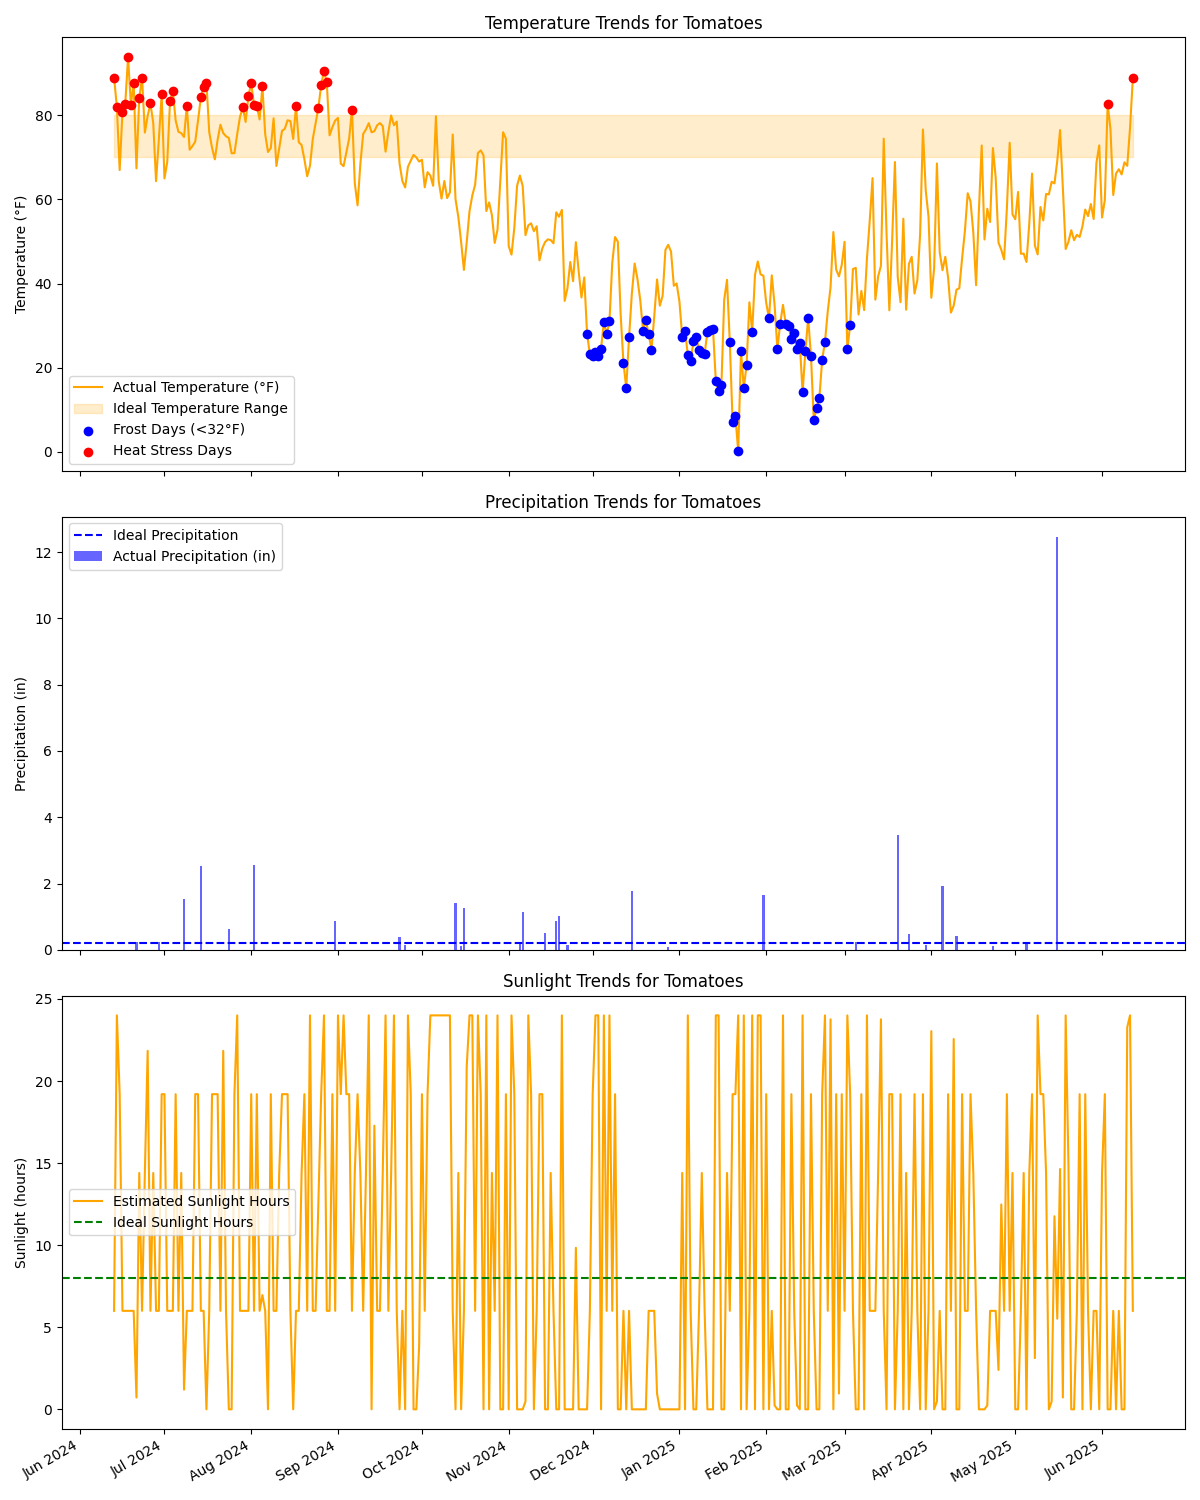 Temperature Trends for Tomatoes
Temperature (°F)
80
60
40
20
0
Actual Temperature (°F)
Ideal Temperature Range
Frost Days (<32°F)
Heat Stress Days
Precipitation Trends for Tomatoes
Precipitation (in)
12
10
8
6
4
2
0
Ideal Precipitation
Actual Precipitation (in)
Sunlight Trends for Tomatoes
Sunlight (hours)
25
20
15
10
5
0
Estimated Sunlight Hours
Ideal Sunlight Hours
Jun 2024
Jul 2024
Aug 2024
Sep 2024
Oct 2024
Nov 2024
Dec 2024
Jan 2025
Feb 2025
Mar 2025
Apr 2025
May 2025
Jun 2025